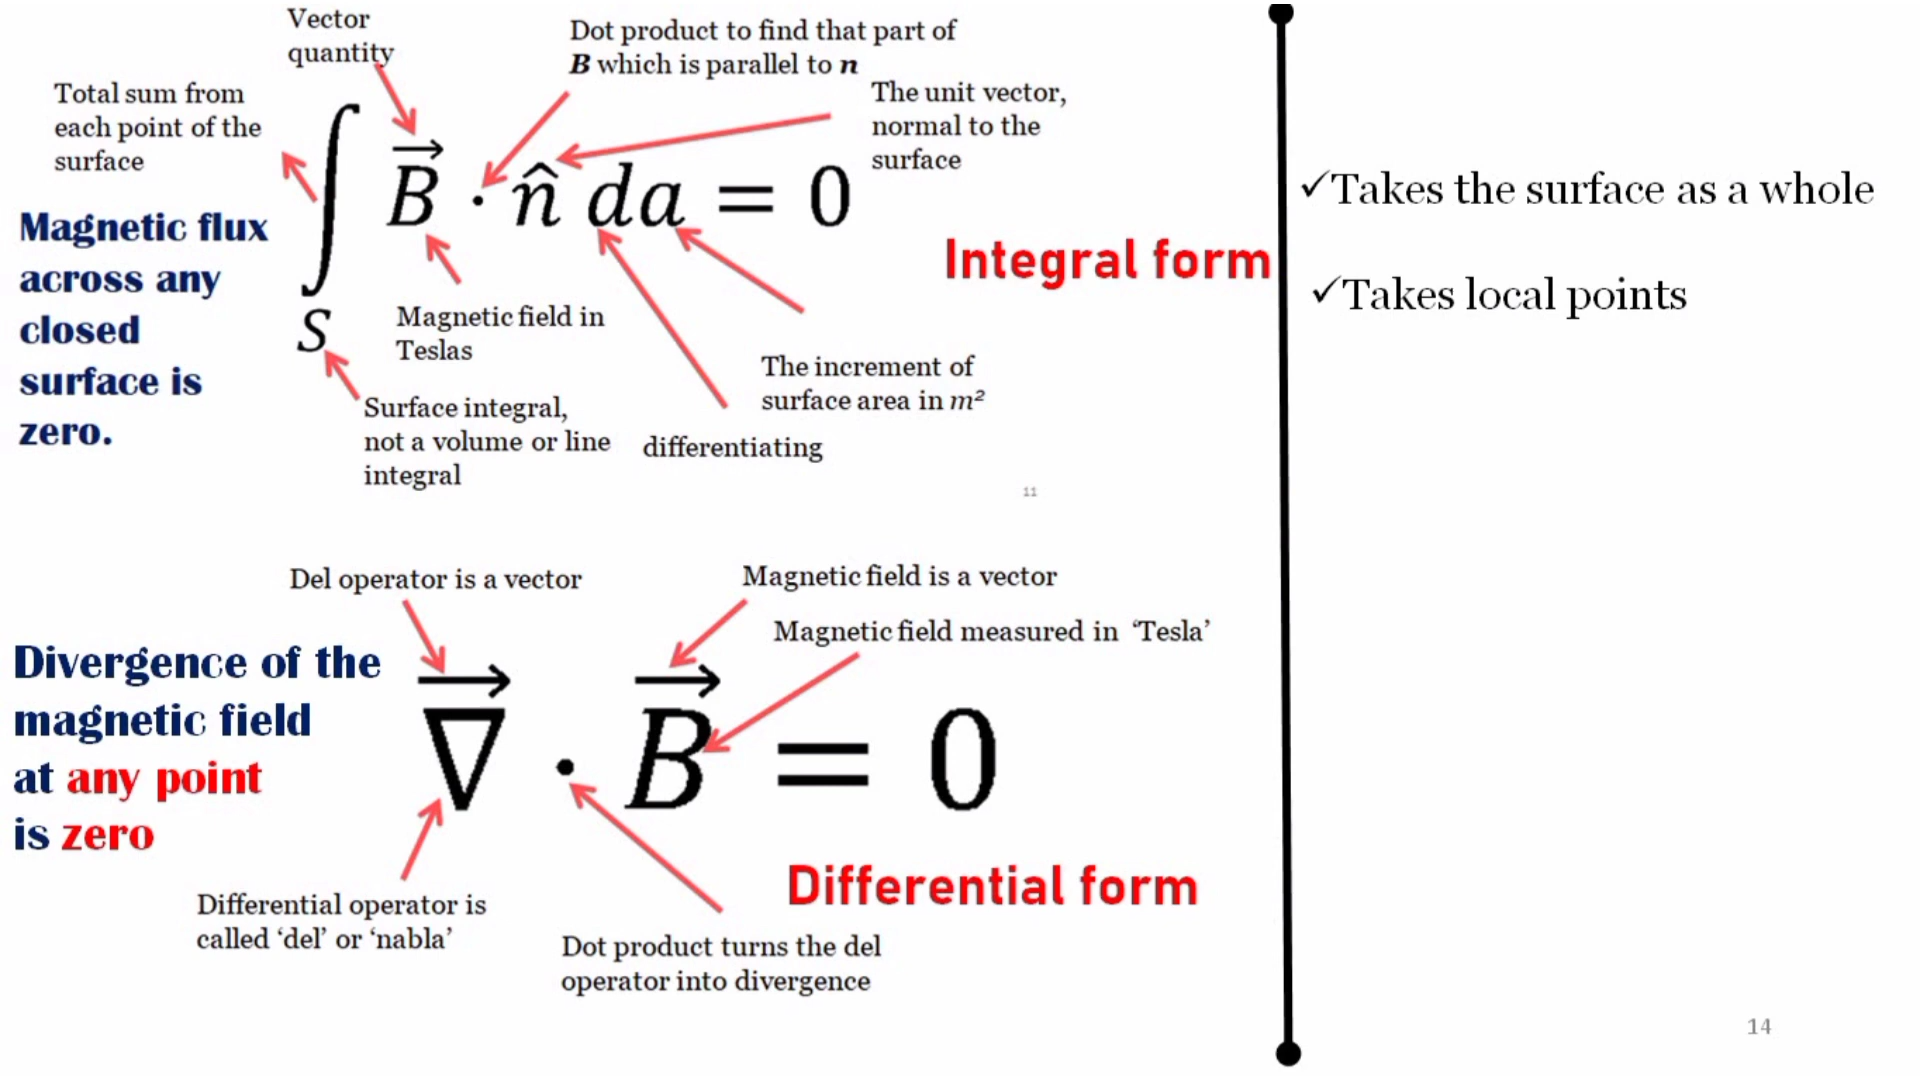 Vector
quantity
Dot product to find that part of
B which is parallel to n
Total sum from
each point of the
surface
The unit vector,
normal to the
surface
∫ B⃗ · n̂ da = 0
S
Magnetic flux
across any
closed
surface is
zero.
Integral form
Magnetic field in
Teslas
The increment of
surface area in m²
Surface integral,
not a volume or line
integral
differentiating
11
Del operator is a vector
Magnetic field is a vector
Magnetic field measured in ‘Tesla’
Divergence of the
magnetic field
at any point
is zero
∇⃗ · B⃗ = 0
Differential form
Differential operator is
called ‘del’ or ‘nabla’
Dot product turns the del
operator into divergence
✓Takes the surface as a whole
✓Takes local points
14